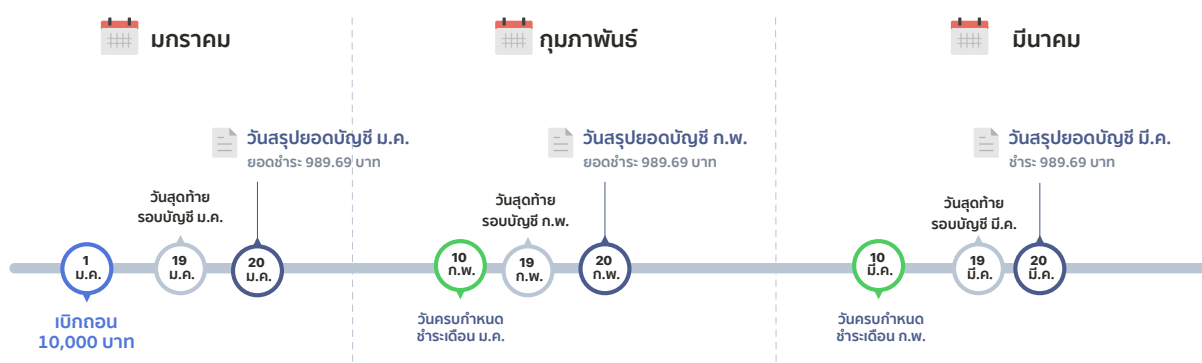 มกราคม
กุมภาพันธ์
มีนาคม
วันสรุปยอดบัญชี ม.ค.
ยอดชำระ 989.69 บาท
วันสรุปยอดบัญชี ก.พ.
ยอดชำระ 989.69 บาท
วันสรุปยอดบัญชี มี.ค.
ชำระ 989.69 บาท
วันสุดท้าย
รอบบัญชี ม.ค.
วันสุดท้าย
รอบบัญชี ก.พ.
วันสุดท้าย
รอบบัญชี มี.ค.
1
ม.ค.
19
ม.ค.
20
ม.ค.
10
ก.พ.
19
ก.พ.
20
ก.พ.
10
มี.ค.
19
มี.ค.
20
มี.ค.
เบิกถอน
10,000 บาท
วันครบกำหนด
ชำระเดือน ม.ค.
วันครบกำหนด
ชำระเดือน ก.พ.